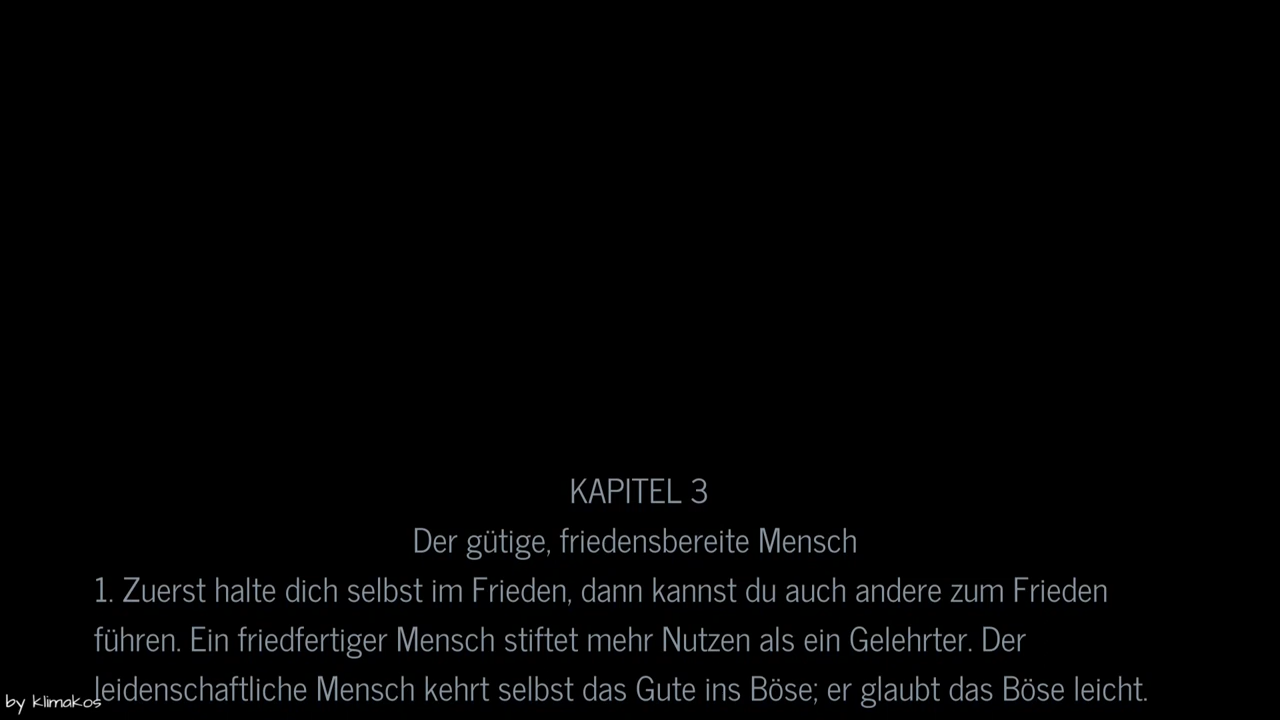 KAPITEL 3
Der gütige, friedensbereite Mensch
1. Zuerst halte dich selbst im Frieden, dann kannst du auch andere zum Frieden
führen. Ein friedfertiger Mensch stiftet mehr Nutzen als ein Gelehrter. Der
leidenschaftliche Mensch kehrt selbst das Gute ins Böse; er glaubt das Böse leicht.
by klimakos